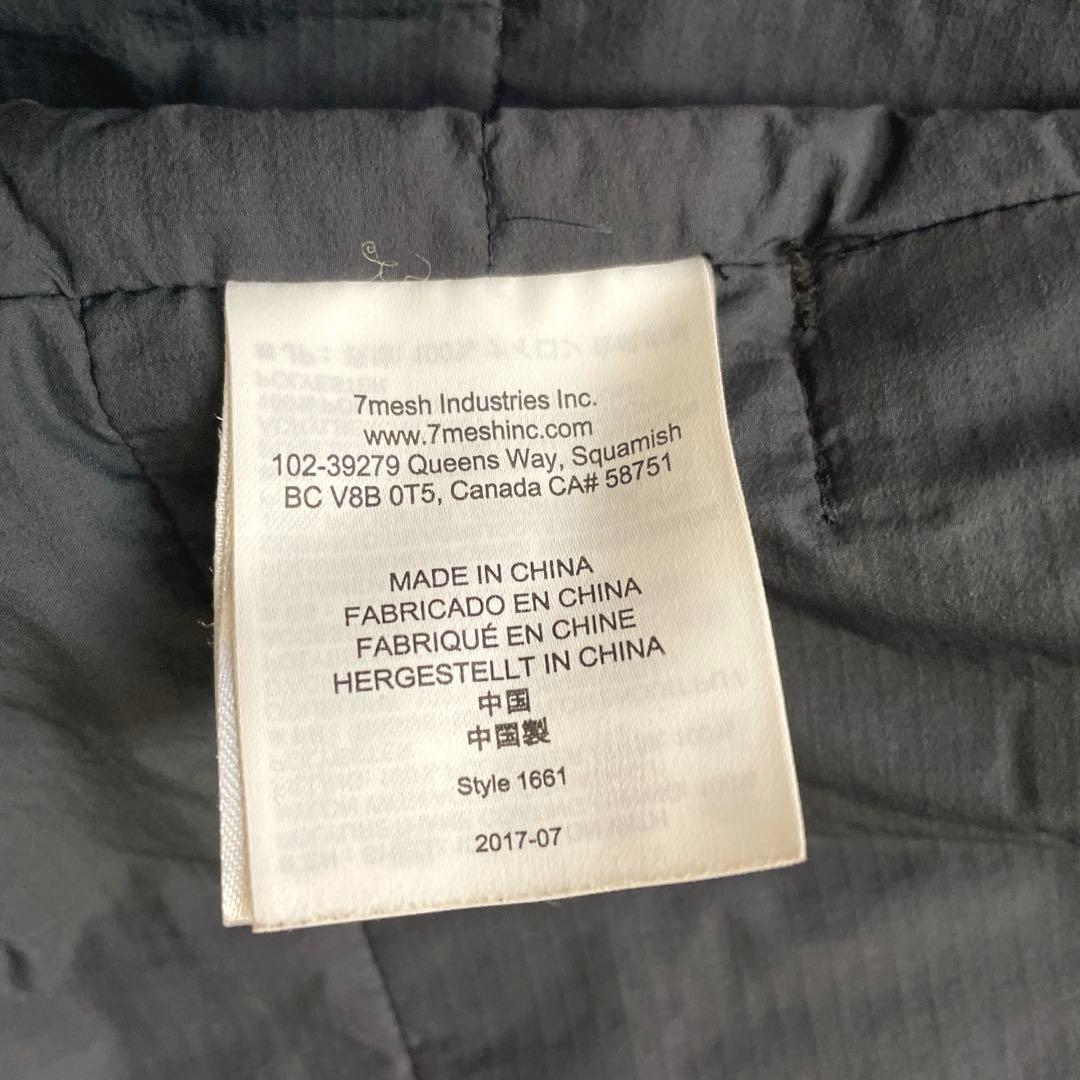 7mesh Industries Inc.
www.7meshinc.com
102-39279 Queens Way, Squamish
BC V8B 0T5, Canada CA# 58751
MADE IN CHINA
FABRICADO EN CHINA
FABRIQUÉ EN CHINE
HERGESTELLT IN CHINA
中国
中国製
Style 1661
2017-07